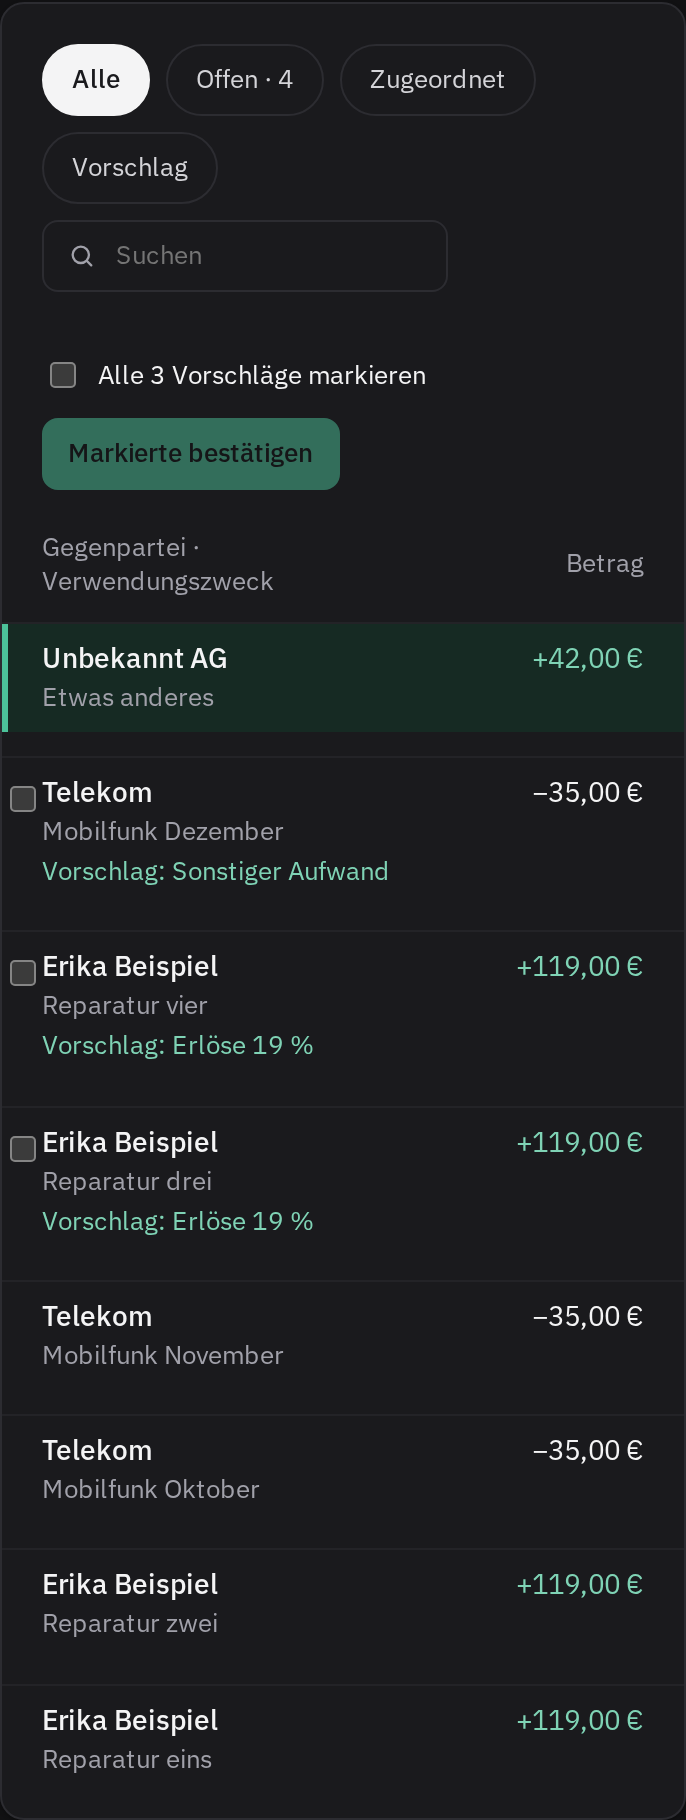 Alle
Offen · 4
Zugeordnet
Vorschlag
Suchen
Alle 3 Vorschläge markieren
Markierte bestätigen
Gegenpartei ·
Verwendungszweck
Betrag
Unbekannt AG
+42,00 €
Etwas anderes
Telekom
−35,00 €
Mobilfunk Dezember
Vorschlag: Sonstiger Aufwand
Erika Beispiel
+119,00 €
Reparatur vier
Vorschlag: Erlöse 19 %
Erika Beispiel
+119,00 €
Reparatur drei
Vorschlag: Erlöse 19 %
Telekom
−35,00 €
Mobilfunk November
Telekom
−35,00 €
Mobilfunk Oktober
Erika Beispiel
+119,00 €
Reparatur zwei
Erika Beispiel
+119,00 €
Reparatur eins